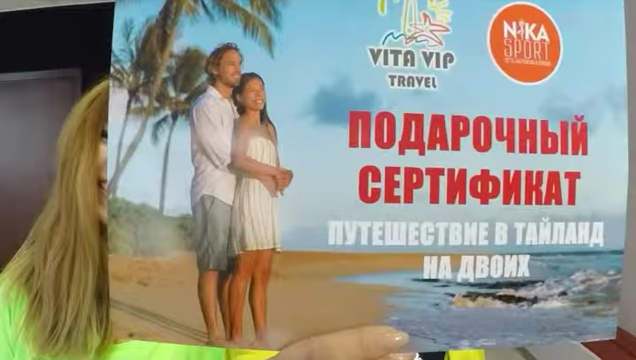 VITA VIP
TRAVEL
NIKA
SPORT
ПОДАРОЧНЫЙ
СЕРТИФИКАТ
ПУТЕШЕСТВИЕ В ТАЙЛАНД
НА ДВОИХ